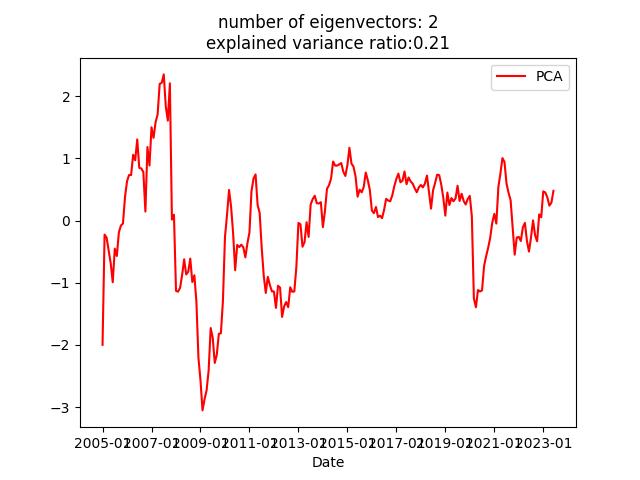 number of eigenvectors: 2
explained variance ratio:0.21
PCA
2
1
0
−1
−2
−3
2005-01 2007-01 2009-01 2011-01 2013-01 2015-01 2017-01 2019-01 2021-01 2023-01
Date